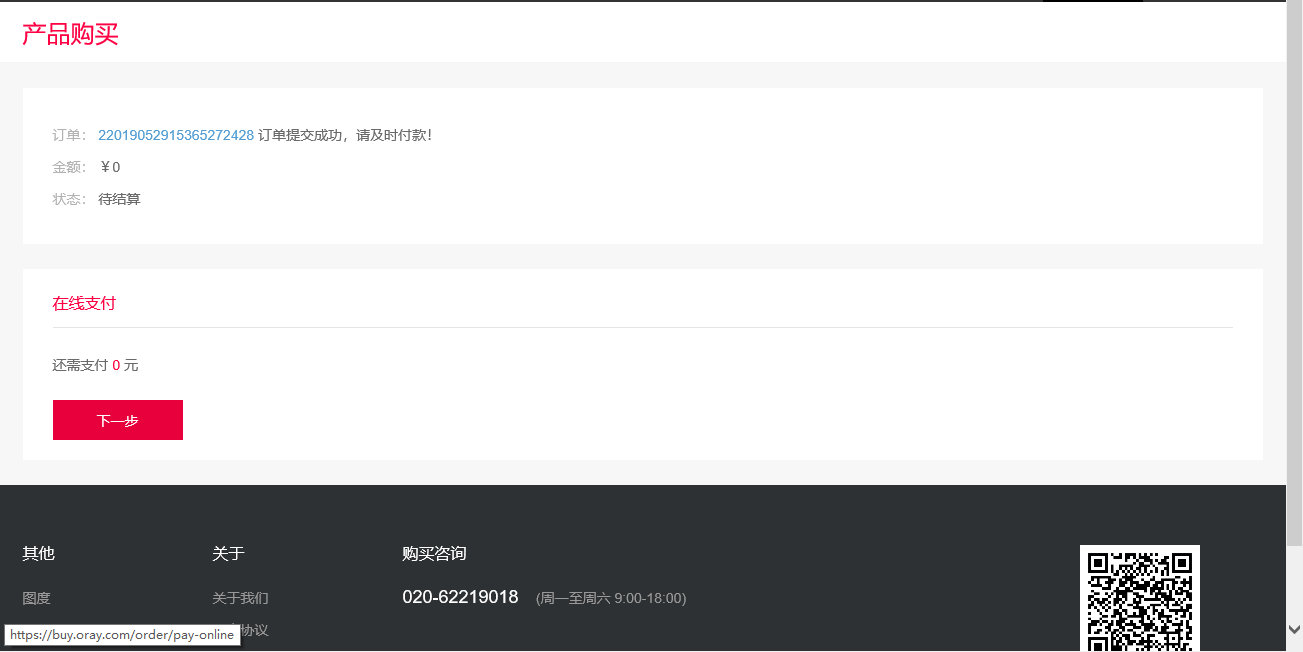 产品购买
订单： 22019052915365272428 订单提交成功，请及时付款！
金额： ￥0
状态： 待结算
在线支付
还需支付 0 元
下一步
其他 关于 购买咨询
图度 关于我们 020-62219018 (周一至周六 9:00-18:00)
https://buy.oray.com/order/pay-online 协议